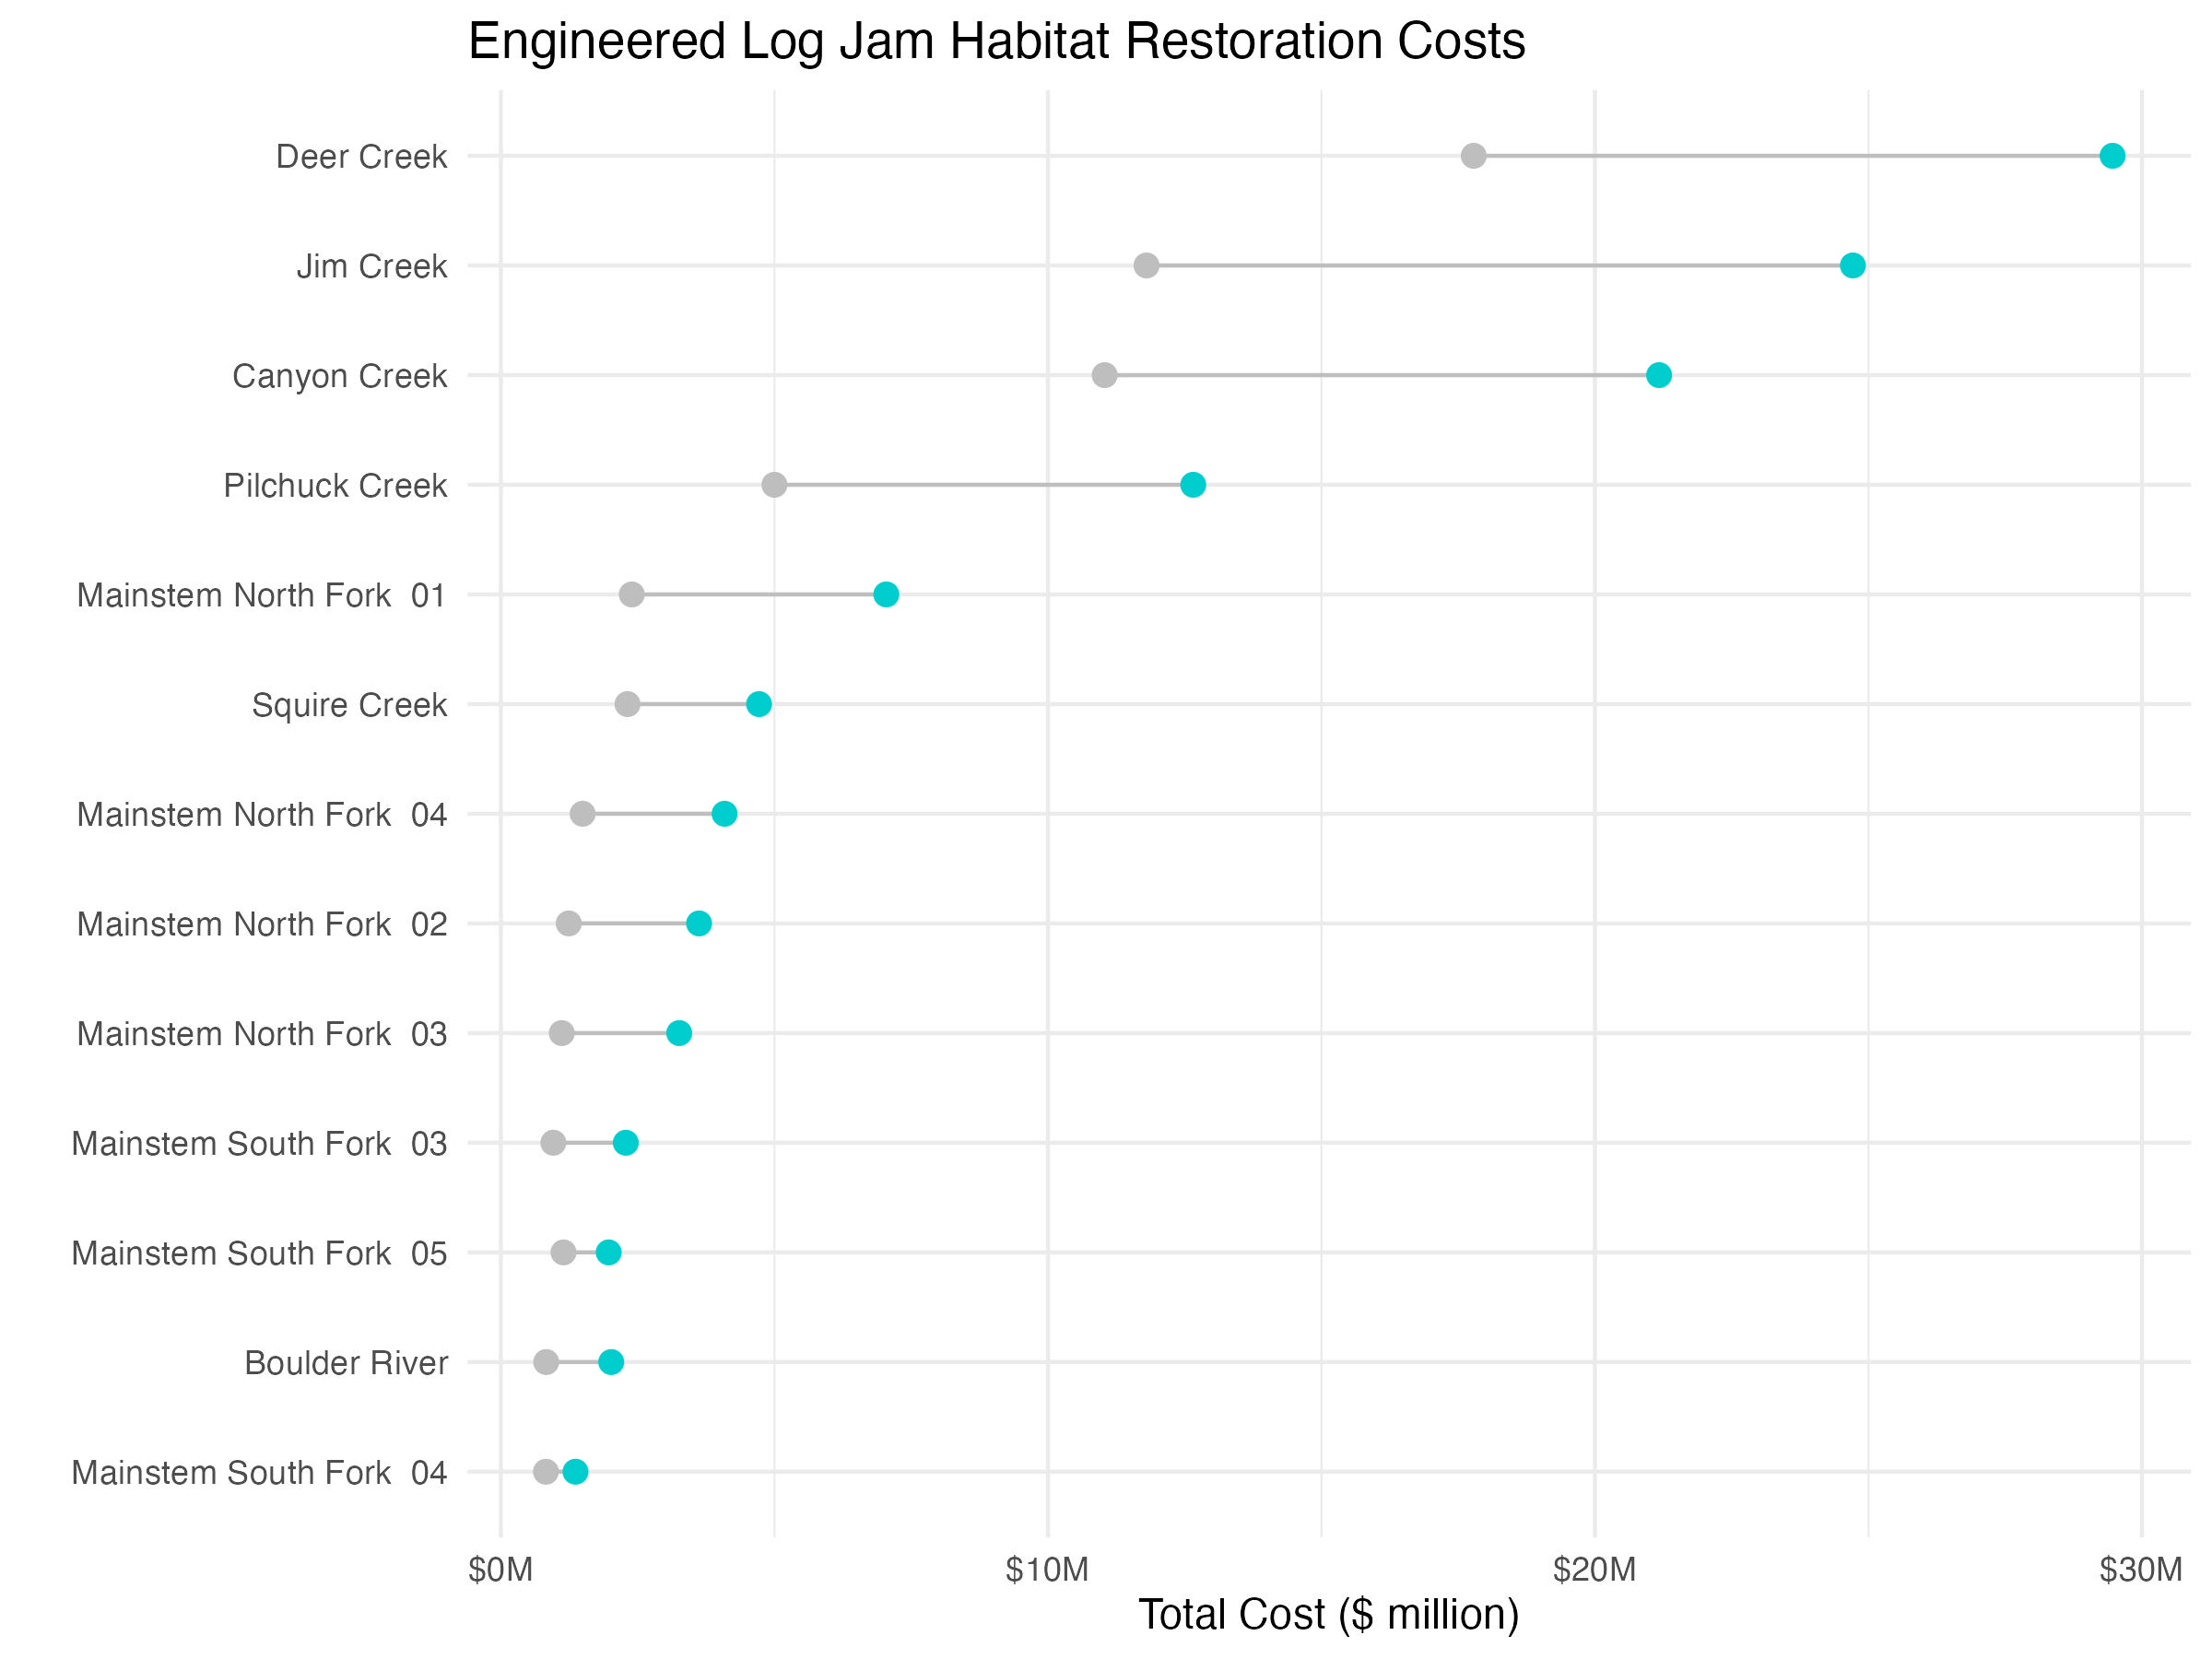 Engineered Log Jam Habitat Restoration Costs
Deer Creek
Jim Creek
Canyon Creek
Pilchuck Creek
Mainstem North Fork  01
Squire Creek
Mainstem North Fork  04
Mainstem North Fork  02
Mainstem North Fork  03
Mainstem South Fork  03
Mainstem South Fork  05
Boulder River
Mainstem South Fork  04
$0M $10M $20M $30M
Total Cost ($ million)